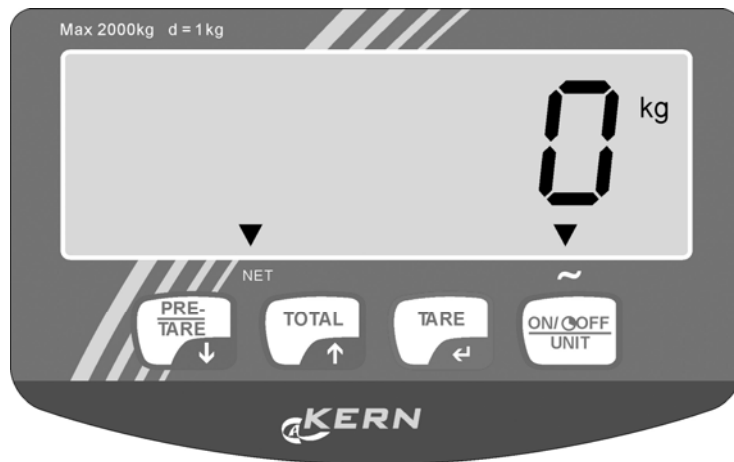 Max 2000kg d = 1kg
0 kg
NET ~
PRE-
TARE
TOTAL
TARE
ON/OFF
UNIT
KERN